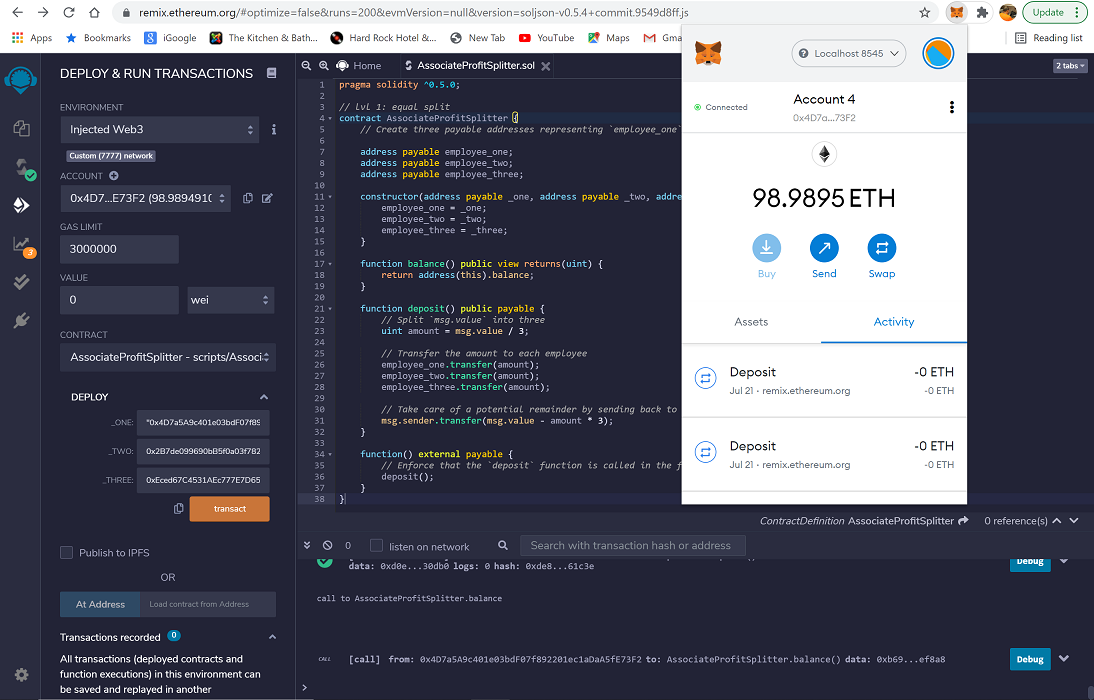 remix.ethereum.org/#optimize=false&runs=200&evmVersion=null&version=soljson-v0.5.4+commit.9549d8ff.js
Update
Apps
Bookmarks
iGoogle
The Kitchen & Bath...
Hard Rock Hotel &...
New Tab
YouTube
Maps
Gma
Reading list
DEPLOY & RUN TRANSACTIONS
ENVIRONMENT
Injected Web3
i
Custom (7777) network
ACCOUNT
0x4D7...E73F2 (98.9894910
GAS LIMIT
3000000
VALUE
0
wei
CONTRACT
AssociateProfitSplitter - scripts/Associ
DEPLOY
_ONE:
"0x4D7a5A9c401e03bdF07f89
_TWO:
0x2B7de099690bB5f0a03f7B2
_THREE:
0xEced67C4531AEc777E7D65
transact
Publish to IPFS
OR
At Address
Load contract from Address
Transactions recorded 0
All transactions (deployed contracts and
function executions) in this environment can
be saved and replayed in another
3
Home
AssociateProfitSplitter.sol
2 tabs
1 pragma solidity ^0.5.0;
2
3 // lvl 1: equal split
4 contract AssociateProfitSplitter {
5 // Create three payable addresses representing `employee_one`
6
7 address payable employee_one;
8 address payable employee_two;
9 address payable employee_three;
10
11 constructor(address payable _one, address payable _two, addre
12 employee_one = _one;
13 employee_two = _two;
14 employee_three = _three;
15 }
16
17 function balance() public view returns(uint) {
18 return address(this).balance;
19 }
20
21 function deposit() public payable {
22 // Split `msg.value` into three
23 uint amount = msg.value / 3;
24
25 // Transfer the amount to each employee
26 employee_one.transfer(amount);
27 employee_two.transfer(amount);
28 employee_three.transfer(amount);
29
30 // Take care of a potential remainder by sending back to
31 msg.sender.transfer(msg.value - amount * 3);
32 }
33
34 function() external payable {
35 // Enforce that the `deposit` function is called in the f
36 deposit();
37 }
38 }
Localhost 8545
Connected
Account 4
0x4D7a...73F2
98.9895 ETH
Buy
Send
Swap
Assets
Activity
Deposit
-0 ETH
Jul 21 · remix.ethereum.org
-0 ETH
Deposit
-0 ETH
Jul 21 · remix.ethereum.org
-0 ETH
ContractDefinition AssociateProfitSplitter
0 reference(s)
0
listen on network
Search with transaction hash or address
data: 0xd0e...30db0 logs: 0 hash: 0xde8...61c3e
Debug
call to AssociateProfitSplitter.balance
CALL
[call] from: 0x4D7a5A9c401e03bdF07f892201ec1aDaA5fE73F2 to: AssociateProfitSplitter.balance() data: 0xb69...ef8a8
Debug
>